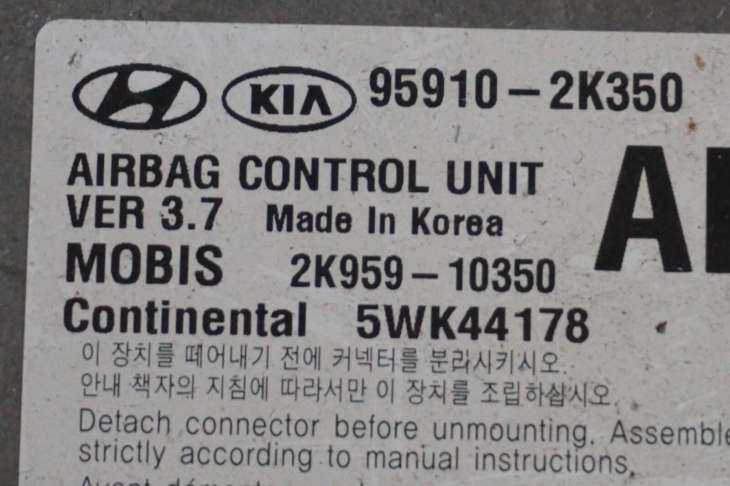 KIA 95910-2K350
AIRBAG CONTROL UNIT
VER 3.7 Made In Korea
MOBIS 2K959-10350
Continental 5WK44178
이 장치를 떼어내기 전에 커넥터를 분라시키시오.
안내 책자의 지침에 따라서만 이 장치를 조립하십시오.
Detach connector before unmounting. Assemble
strictly according to manual instructions.